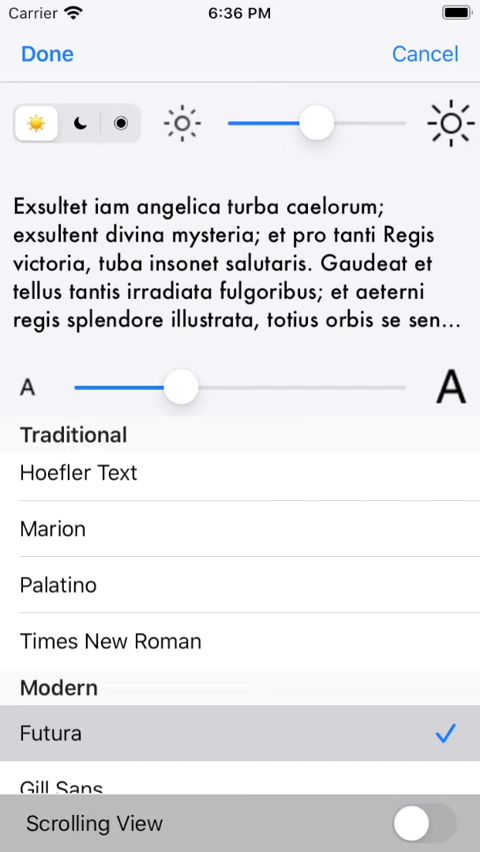 Carrier 6:36 PM
Done Cancel
Exsultet iam angelica turba caelorum;
exsultent divina mysteria; et pro tanti Regis
victoria, tuba insonet salutaris. Gaudeat et
tellus tantis irradiata fulgoribus; et aeterni
regis splendore illustrata, totius orbis se sen...
A A
Traditional
Hoefler Text
Marion
Palatino
Times New Roman
Modern
Futura
Gill Sans
Scrolling View